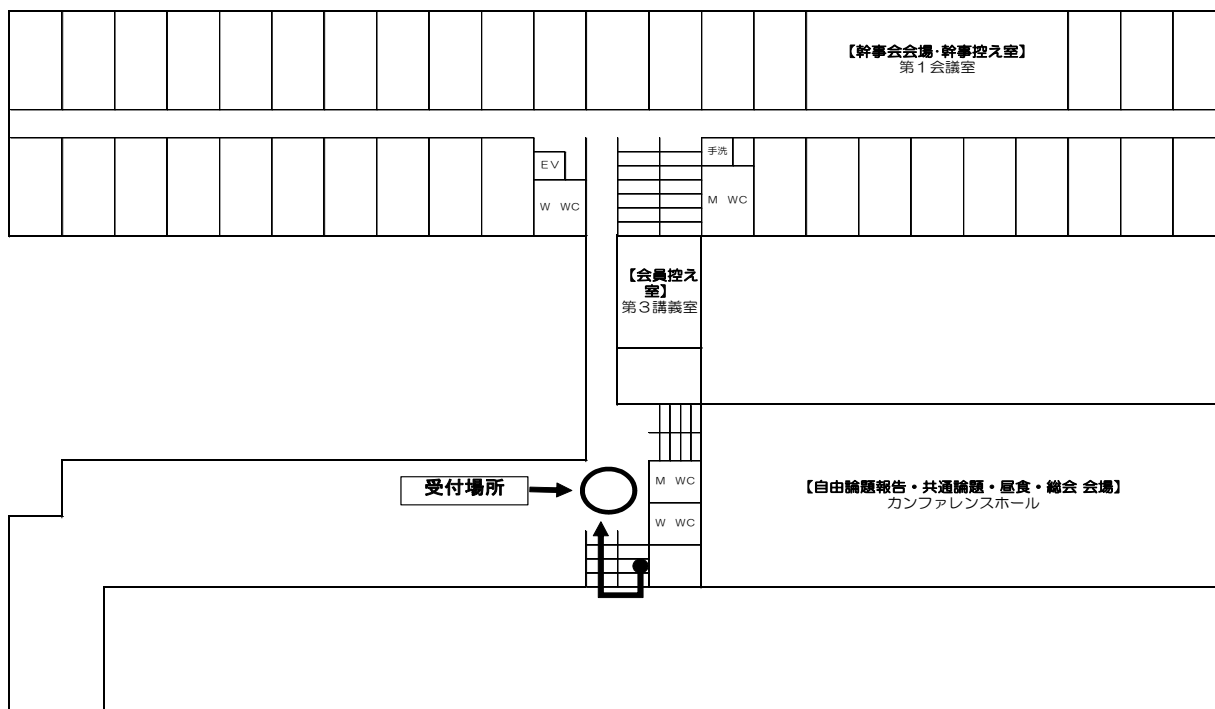 【幹事会会場・幹事控え室】
第１会議室
手洗
ＥＶ
Ｗ　ＷＣ
Ｍ　ＷＣ
【会員控え
室】
第３講義室
受付場所
Ｍ　ＷＣ
【自由論題報告・共通論題・昼食・総会 会場】
カンファレンスホール
Ｗ　ＷＣ